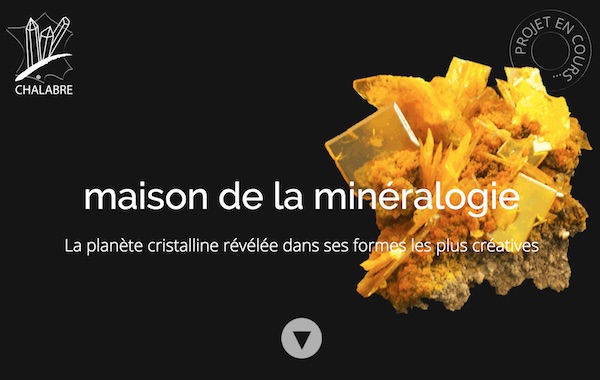 CHALABRE
PROJET EN COURS...
maison de la minéralogie
La planète cristalline révélée dans ses formes les plus créatives